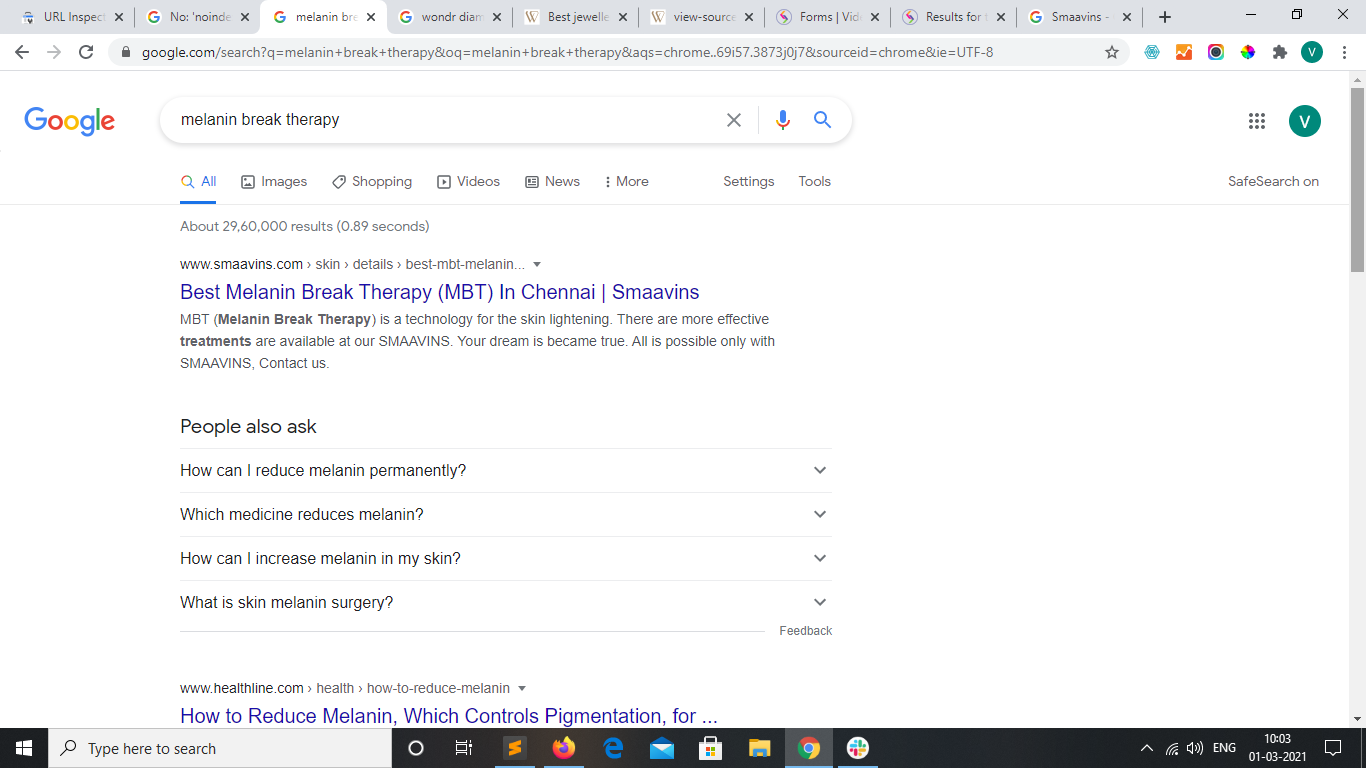 URL Inspect
No: 'noinde
melanin bre
wondr diam
Best jewelle
view-source
Forms | Vide
Results for t
Smaavins -
google.com/search?q=melanin+break+therapy&oq=melanin+break+therapy&aqs=chrome..69i57.3873j0j7&sourceid=chrome&ie=UTF-8
V
Google
melanin break therapy
V
All
Images
Shopping
Videos
News
More
Settings
Tools
SafeSearch on
About 29,60,000 results (0.89 seconds)
www.smaavins.com › skin › details › best-mbt-melanin...
Best Melanin Break Therapy (MBT) In Chennai | Smaavins
MBT (Melanin Break Therapy) is a technology for the skin lightening. There are more effective
treatments are available at our SMAAVINS. Your dream is became true. All is possible only with
SMAAVINS, Contact us.
People also ask
How can I reduce melanin permanently?
Which medicine reduces melanin?
How can I increase melanin in my skin?
What is skin melanin surgery?
Feedback
www.healthline.com › health › how-to-reduce-melanin
How to Reduce Melanin, Which Controls Pigmentation, for ...
Type here to search
ENG
10:03
01-03-2021